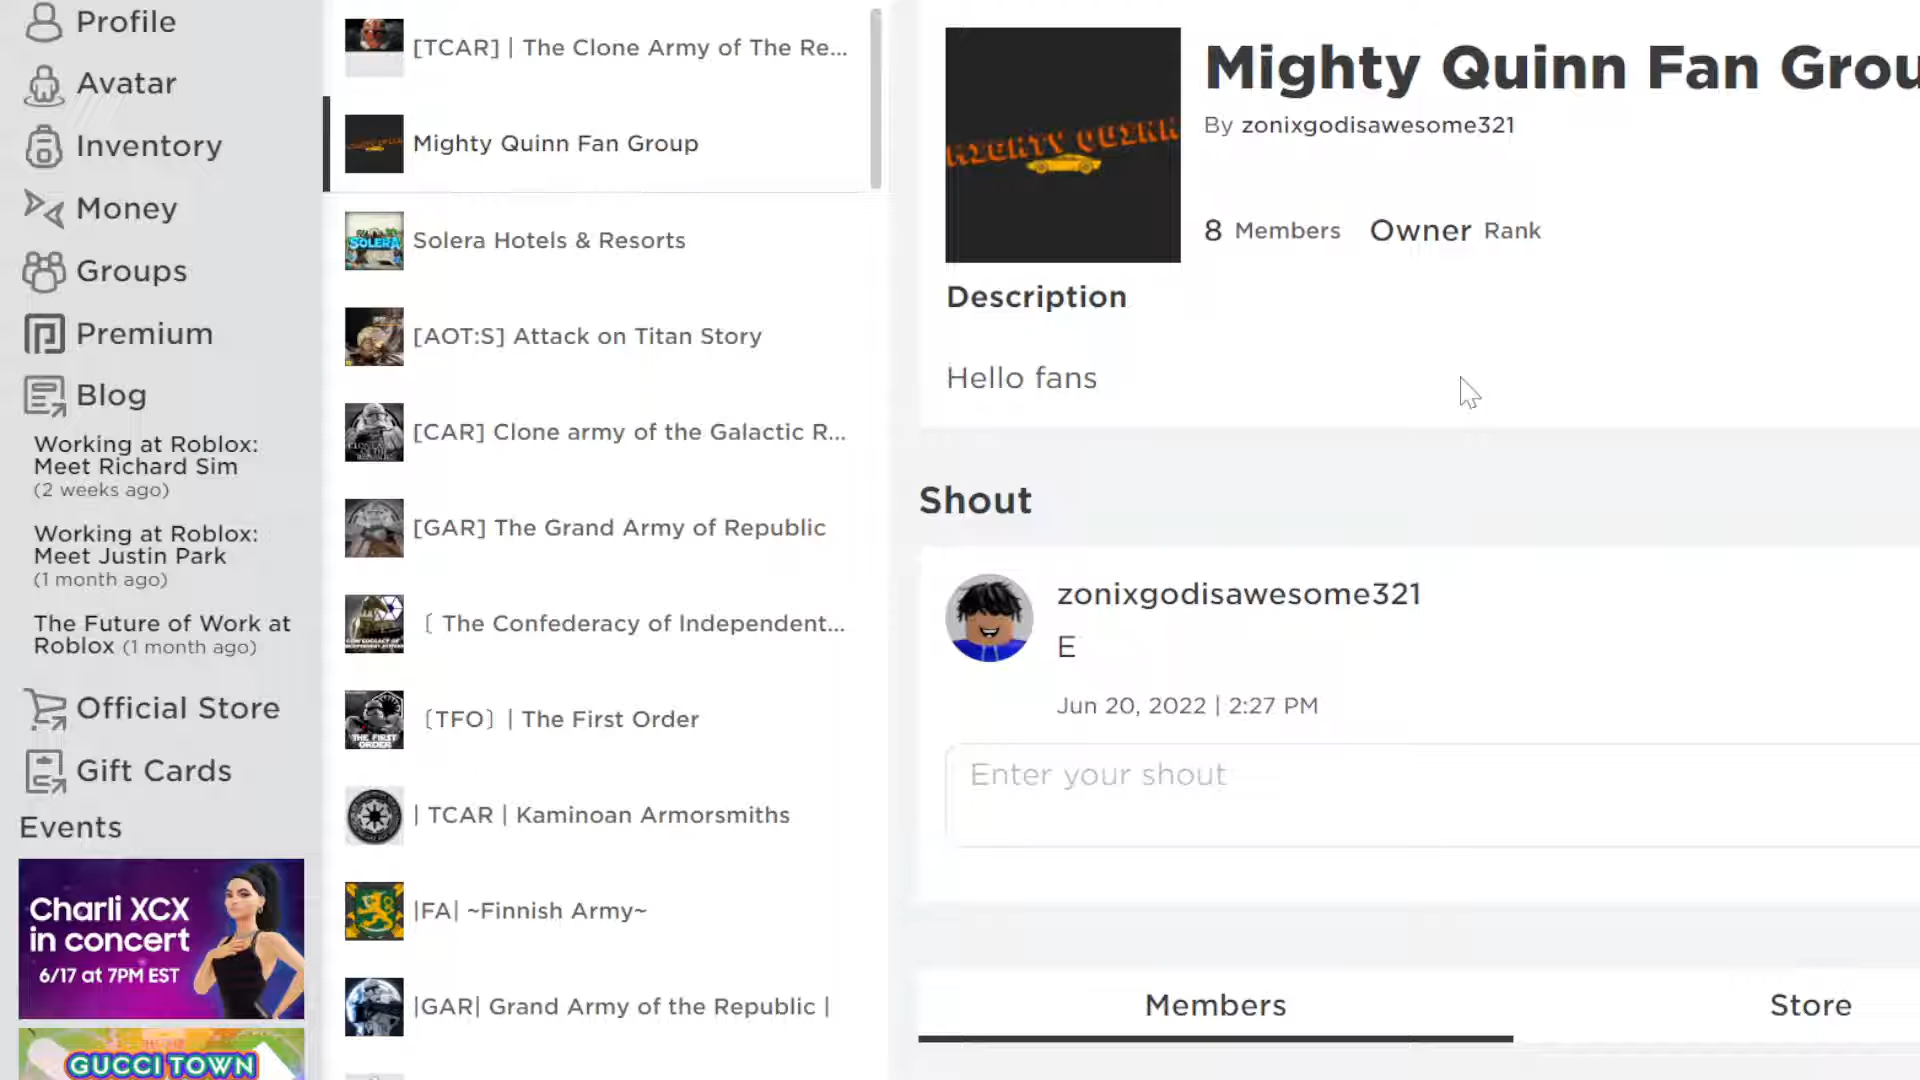 Profile
Avatar
Inventory
Money
Groups
Premium
Blog
Working at Roblox:
Meet Richard Sim
(2 weeks ago)
Working at Roblox:
Meet Justin Park
(1 month ago)
The Future of Work at
Roblox (1 month ago)
Official Store
Gift Cards
Events
Charli XCX
in concert
6/17 at 7PM EST
GUCCI TOWN
[TCAR] | The Clone Army of The Re...
Mighty Quinn Fan Group
SOLERA
Solera Hotels & Resorts
[AOT:S] Attack on Titan Story
[CAR] Clone army of the Galactic R...
[GAR] The Grand Army of Republic
〔 The Confederacy of Independent...
THE FIRST
ORDER
〔TFO〕 | The First Order
| TCAR | Kaminoan Armorsmiths
|FA| ~Finnish Army~
|GAR| Grand Army of the Republic |
MIGHTY QUINN
Mighty Quinn Fan Grou
By zonixgodisawesome321
8 Members Owner Rank
Description
Hello fans
Shout
zonixgodisawesome321
E
Jun 20, 2022 | 2:27 PM
Enter your shout
Members
Store